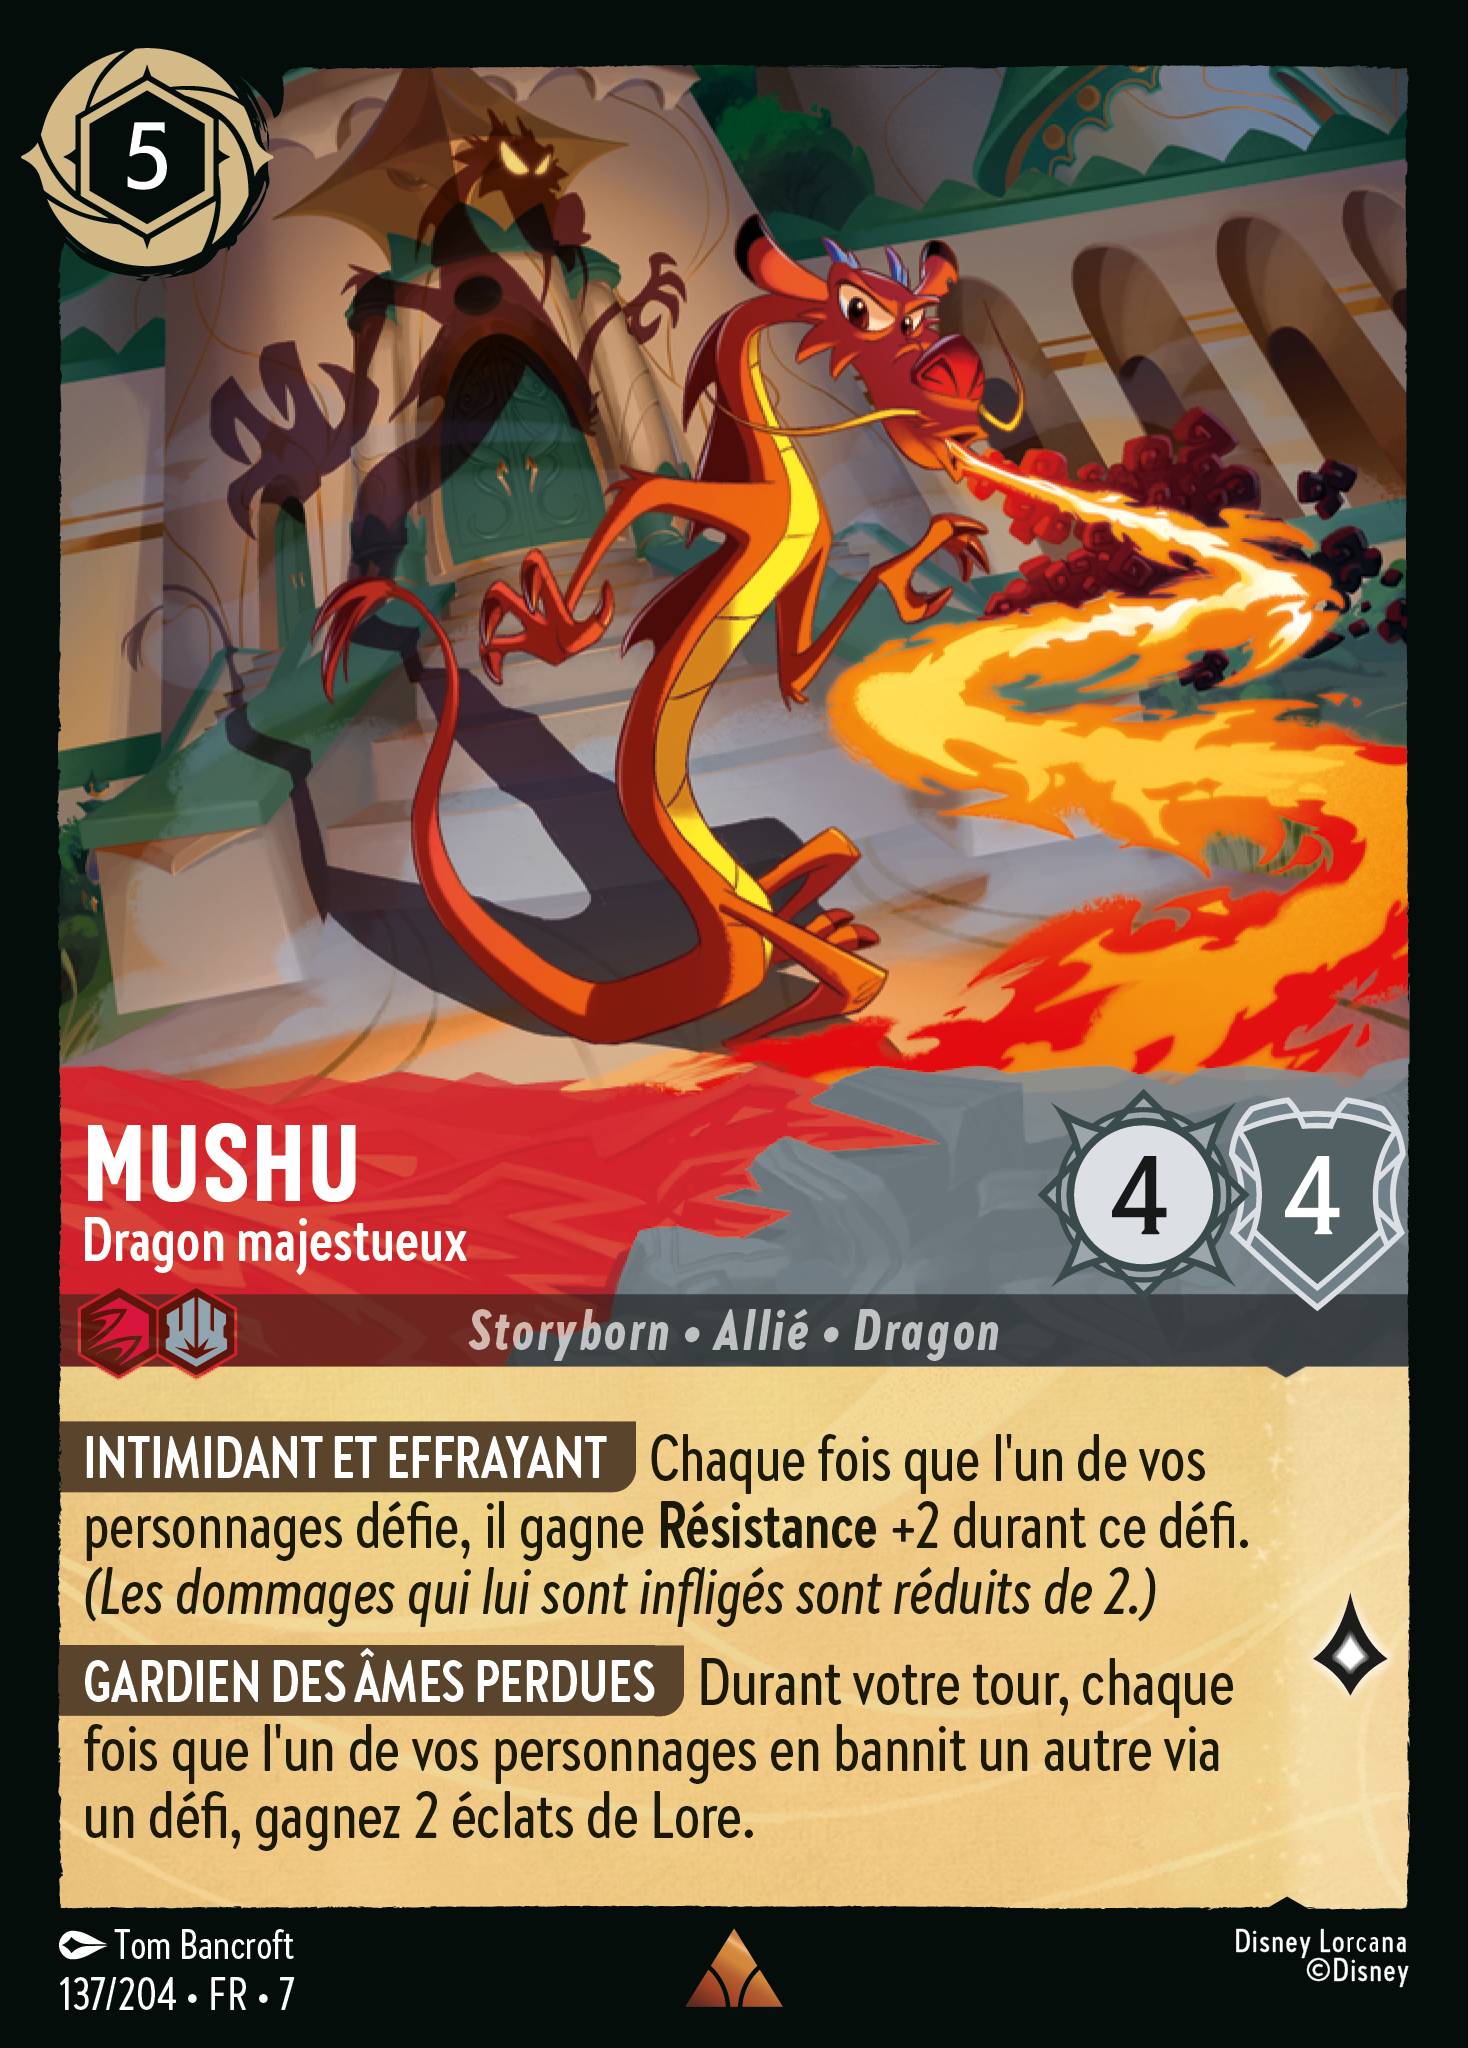 5
MUSHU
Dragon majestueux
4 4
Storyborn • Allié • Dragon
INTIMIDANT ET EFFRAYANT Chaque fois que l'un de vos
personnages défie, il gagne Résistance +2 durant ce défi.
(Les dommages qui lui sont infligés sont réduits de 2.)
GARDIEN DES ÂMES PERDUES Durant votre tour, chaque
fois que l'un de vos personnages en bannit un autre via
un défi, gagnez 2 éclats de Lore.
Tom Bancroft
137/204 • FR • 7
Disney Lorcana
©Disney